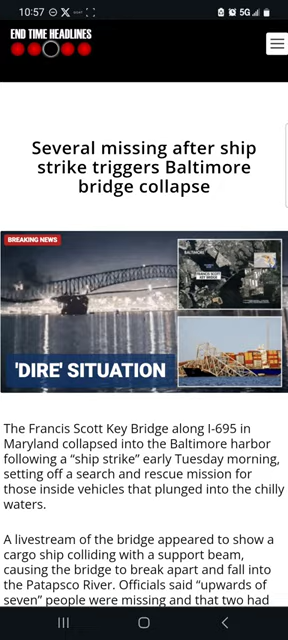 10:57
5G
END TIME HEADLINES
Several missing after ship
strike triggers Baltimore
bridge collapse
BREAKING NEWS
BALTIMORE
FRANCIS SCOTT
KEY BRIDGE
'DIRE' SITUATION
The Francis Scott Key Bridge along I-695 in
Maryland collapsed into the Baltimore harbor
following a “ship strike” early Tuesday morning,
setting off a search and rescue mission for
those inside vehicles that plunged into the chilly
waters.
A livestream of the bridge appeared to show a
cargo ship colliding with a support beam,
causing the bridge to break apart and fall into
the Patapsco River. Officials said “upwards of
seven” people were missing and that two had